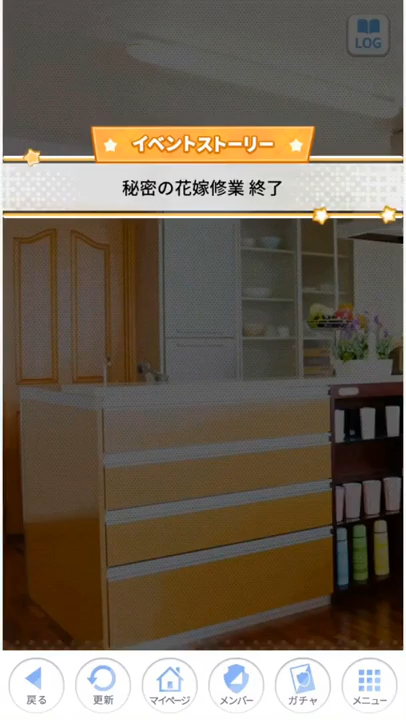 LOG
イベントストーリー
秘密の花嫁修業 終了
戻る
更新
マイページ
メンバー
ガチャ
メニュー